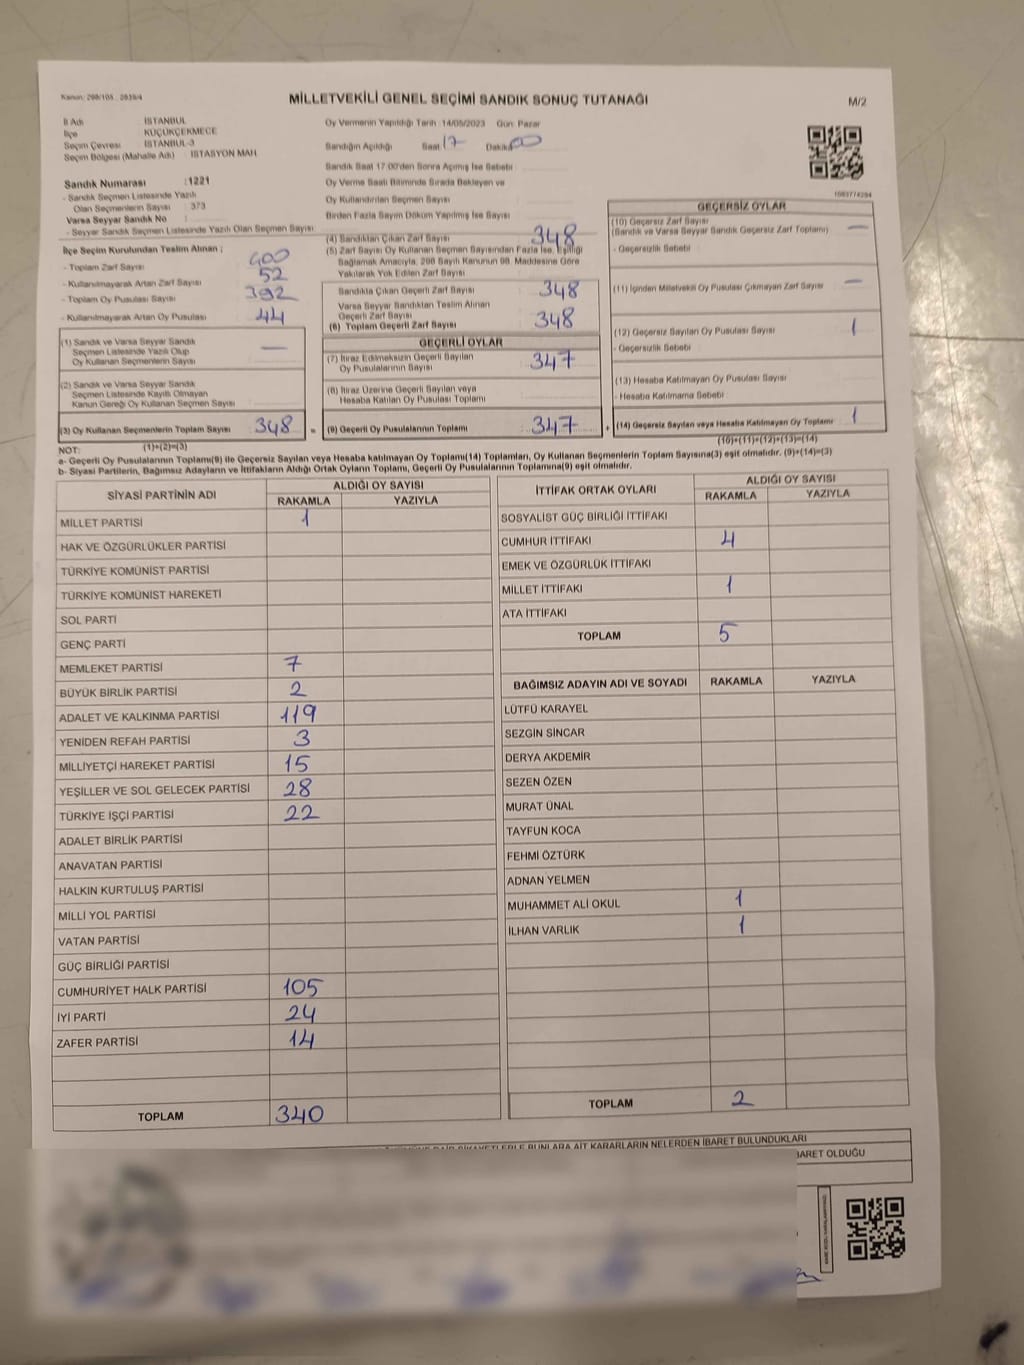 Kanun: 298/105 2839/4
MİLLETVEKİLİ GENEL SEÇİMİ SANDIK SONUÇ TUTANAĞI
M/2
İl Adı : İSTANBUL
İlçe : KÜÇÜKÇEKMECE
Seçim Çevresi : İSTANBUL-3
Seçim Bölgesi (Mahalle Adı) : İSTASYON MAH
Sandık Numarası : 1221
- Sandık Seçmen Listesinde Yazılı
Olan Seçmenlerin Sayısı : 373
Varsa Seyyar Sandık No
- Seyyar Sandık Seçmen Listesinde Yazılı Olan Seçmen Sayısı :
Oy Vermenin Yapıldığı Tarih :14/05/2023 Gün: Pazar
Sandığın Açıldığı Saat 17 Dakika 00
Sandık Saat 17:00'den Sonra Açımış İse Sebebi
Oy Verme Saati Bitiminde Sırada Bekleyen ve
Oy Kullandırılan Seçmen Sayısı
Birden Fazla Sayım Döküm Yapılmış İse Sayısı
İlçe Seçim Kurulundan Teslim Alınan ;
- Toplam Zarf Sayısı 400
- Kullanılmayarak Artan Zarf Sayısı 52
- Toplam Oy Pusulası Sayısı 392
- Kullanılmayarak Artan Oy Pusulası 44
(1) Sandık ve Varsa Seyyar Sandık
Seçmen Listesinde Yazılı Olup
Oy Kullanan Seçmenlerin Sayısı —
(2) Sandık ve Varsa Seyyar Sandık
Seçmen Listesinde Kayıtlı Olmayan
Kanun Gereği Oy Kullanan Seçmen Sayısı
(3) Oy Kullanan Seçmenlerin Toplam Sayısı 348 =
(4) Sandıktan Çıkan Zarf Sayısı 348
(5) Zarf Sayısı Oy Kullanan Seçmen Sayısından Fazla İse, Eşitliği
Sağlamak Amacıyla, 298 Sayılı Kanunun 98. Maddesine Göre
Yakılarak Yok Edilen Zarf Sayısı
Sandıkta Çıkan Geçerli Zarf Sayısı 348
Varsa Seyyar Sandıktan Teslim Alınan
Geçerli Zarf Sayısı
(6) Toplam Geçerli Zarf Sayısı 348
GEÇERLİ OYLAR
(7) İtiraz Edilmeksizin Geçerli Sayılan
Oy Pusulalarının Sayısı 347
(8) İtiraz Üzerine Geçerli Sayılan veya
Hesaba Katılan Oy Pusulası Toplamı
(9) Geçerli Oy Pusulalarının Toplamı 347 +
GEÇERSİZ OYLAR
(10) Geçersiz Zarf Sayısı
(Sandık ve Varsa Seyyar Sandık Geçersiz Zarf Toplamı) —
- Geçersizlik Sebebi
(11) İçinden Milletvekili Oy Pusulası Çıkmayan Zarf Sayısı —
(12) Geçersiz Sayılan Oy Pusulası Sayısı 1
- Geçersizlik Sebebi
(13) Hesaba Katılmayan Oy Pusulası Sayısı
- Hesaba Katılmama Sebebi
(14) Geçersiz Sayılan veya Hesaba Katılmayan Oy Toplamı 1
NOT: (1)+(2)=(3) (10)+(11)+(12)+(13)=(14)
a- Geçerli Oy Pusulalarının Toplamı(9) ile Geçersiz Sayılan veya Hesaba katılmayan Oy Toplamı(14) Toplamları, Oy Kullanan Seçmenlerin Toplam Sayısına(3) eşit olmalıdır. (9)+(14)=(3)
b- Siyasi Partilerin, Bağımsız Adayların ve İttifakların Aldığı Ortak Oyların Toplamı, Geçerli Oy Pusulalarının Toplamına(9) eşit olmalıdır.
SİYASİ PARTİNİN ADI ALDIĞI OY SAYISI
RAKAMLA YAZIYLA
MİLLET PARTİSİ 1
HAK VE ÖZGÜRLÜKLER PARTİSİ
TÜRKİYE KOMÜNİST PARTİSİ
TÜRKİYE KOMÜNİST HAREKETİ
SOL PARTİ
GENÇ PARTİ
MEMLEKET PARTİSİ 7
BÜYÜK BİRLİK PARTİSİ 2
ADALET VE KALKINMA PARTİSİ 119
YENİDEN REFAH PARTİSİ 3
MİLLİYETÇİ HAREKET PARTİSİ 15
YEŞİLLER VE SOL GELECEK PARTİSİ 28
TÜRKİYE İŞÇİ PARTİSİ 22
ADALET BİRLİK PARTİSİ
ANAVATAN PARTİSİ
HALKIN KURTULUŞ PARTİSİ
MİLLİ YOL PARTİSİ
VATAN PARTİSİ
GÜÇ BİRLİĞİ PARTİSİ
CUMHURİYET HALK PARTİSİ 105
İYİ PARTİ 24
ZAFER PARTİSİ 14
TOPLAM 340
İTTİFAK ORTAK OYLARI ALDIĞI OY SAYISI
RAKAMLA YAZIYLA
SOSYALİST GÜÇ BİRLİĞİ İTTİFAKI
CUMHUR İTTİFAKI 4
EMEK VE ÖZGÜRLÜK İTTİFAKI
MİLLET İTTİFAKI 1
ATA İTTİFAKI
TOPLAM 5
BAĞIMSIZ ADAYIN ADI VE SOYADI RAKAMLA YAZIYLA
LÜTFÜ KARAYEL
SEZGİN SİNCAR
DERYA AKDEMİR
SEZEN ÖZEN
MURAT ÜNAL
TAYFUN KOCA
FEHMİ ÖZTÜRK
ADNAN YELMEN
MUHAMMET ALİ OKUL 1
İLHAN VARLIK 1
TOPLAM 2
KARARLARIN NELERDEN İBARET BULUNDUKLARI
OLDUĞU